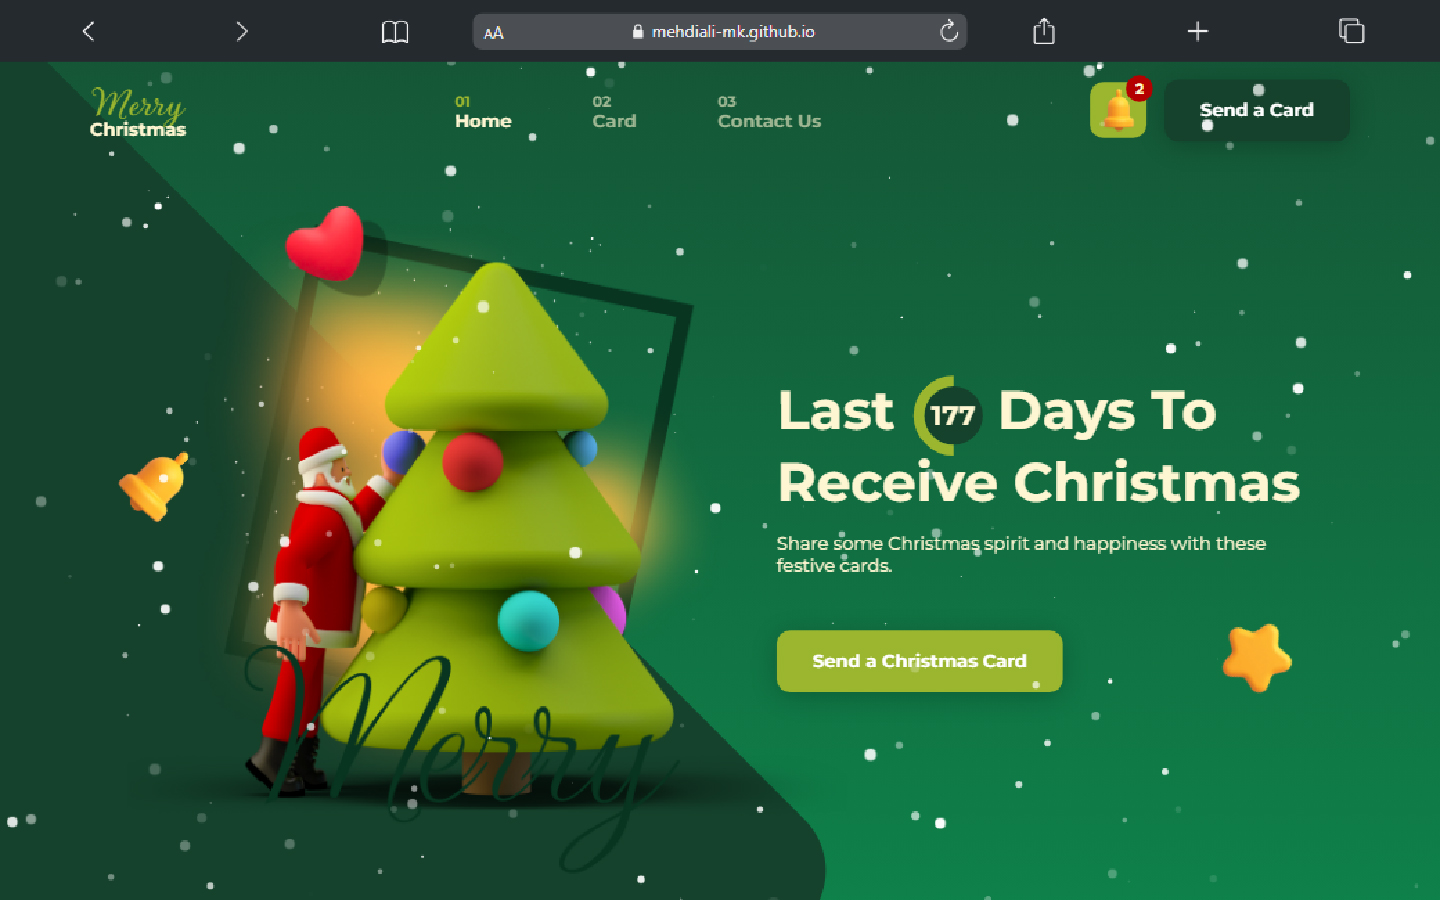 AA
mehdiali-mk.github.io
Merry
Christmas
01
Home
02
Card
03
Contact Us
2
Send a Card
Last 177 Days To
Receive Christmas
Share some Christmas spirit and happiness with these
festive cards.
Send a Christmas Card
Merry